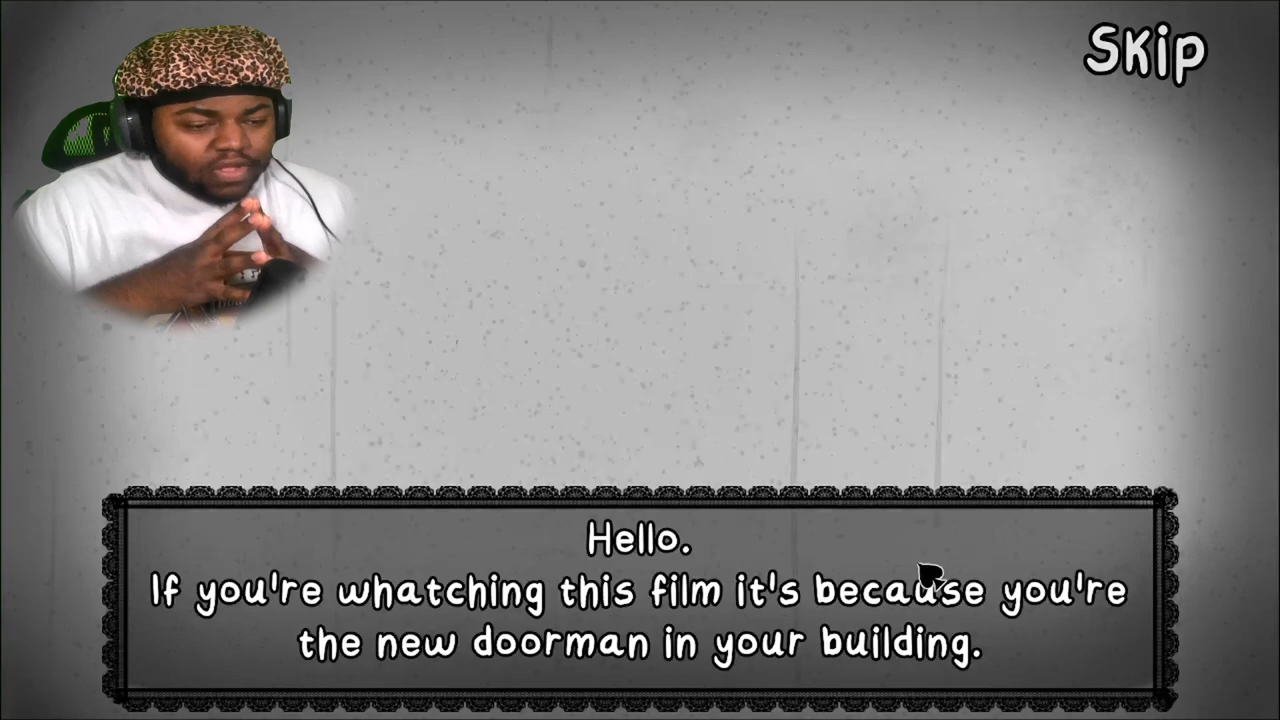 Skip
Hello.
If you're whatching this film it's because you're
the new doorman in your building.